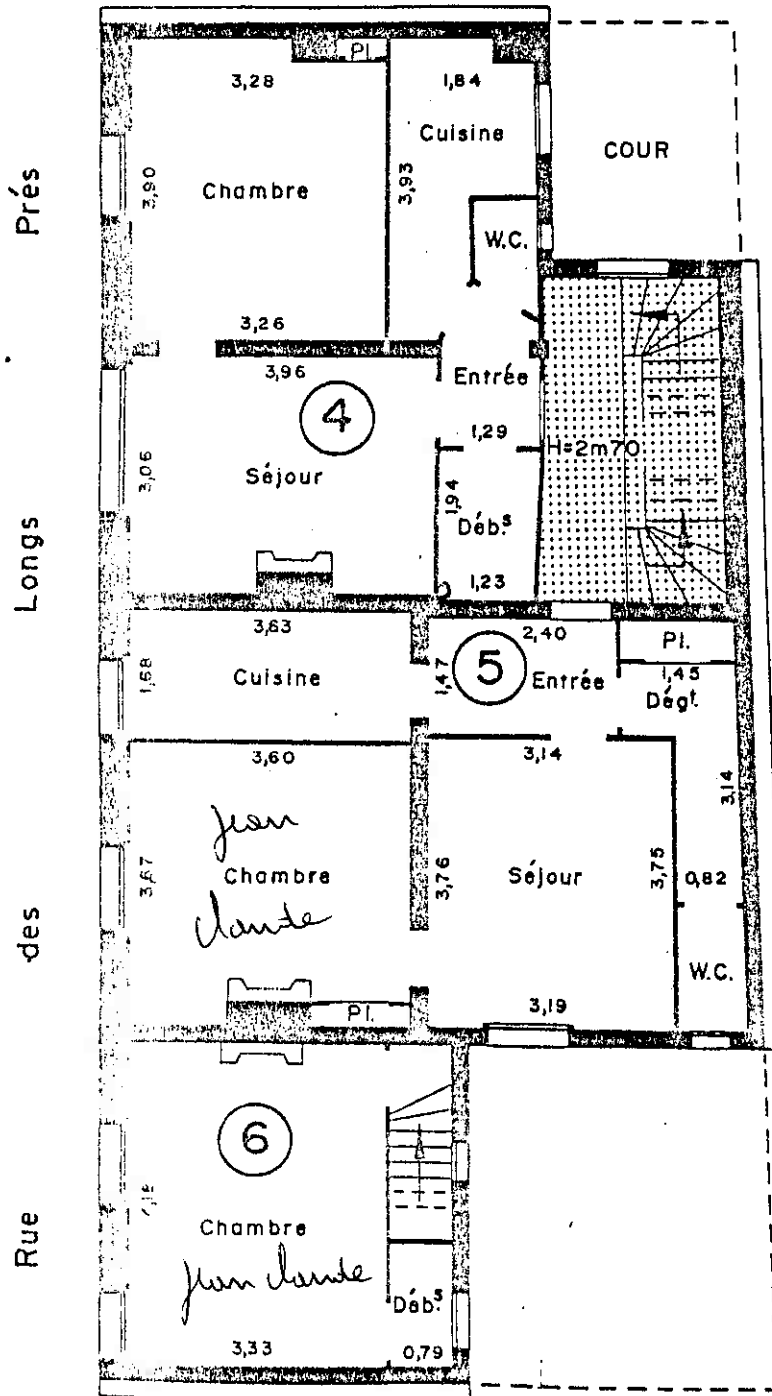 Pl.
3,28
1,84
Cuisine
COUR
Prés
3,90
Chambre
3,93
W.C.
3,26
3,96
Entrée
4
1,29
H=2m70
3,06
Séjour
1,94
Déb.s
Longs
1,23
3,63
2,40
Pl.
1,68
Cuisine
1,47
5
Entrée
1,45
Dégt.
3,60
3,14
3,14
Jean
3,67
Chambre
3,76
Séjour
3,75
0,82
Claude
des
W.C.
Pl.
3,19
6
Rue
Chambre
Jean Claude
Déb.s
3,33
0,79